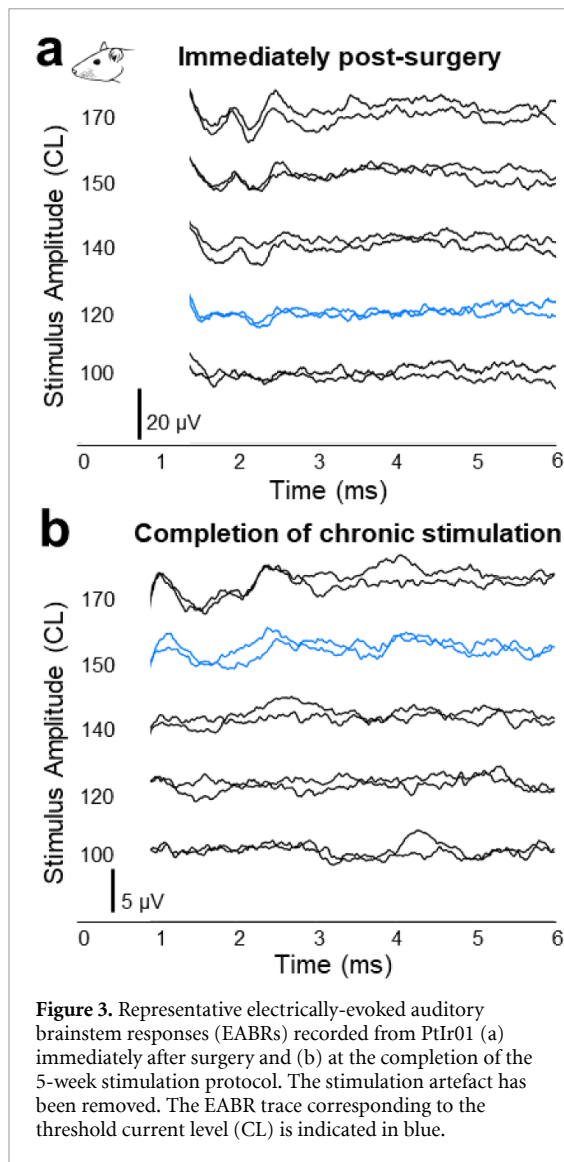 a Immediately post-surgery
Stimulus Amplitude (CL)
170
150
140
120
100
20 µV
0 1 2 3 4 5 6
Time (ms)
b Completion of chronic stimulation
Stimulus Amplitude (CL)
170
150
140
120
100
5 µV
0 1 2 3 4 5 6
Time (ms)
Figure 3. Representative electrically-evoked auditory
brainstem responses (EABRs) recorded from PtIr01 (a)
immediately after surgery and (b) at the completion of the
5-week stimulation protocol. The stimulation artefact has
been removed. The EABR trace corresponding to the
threshold current level (CL) is indicated in blue.